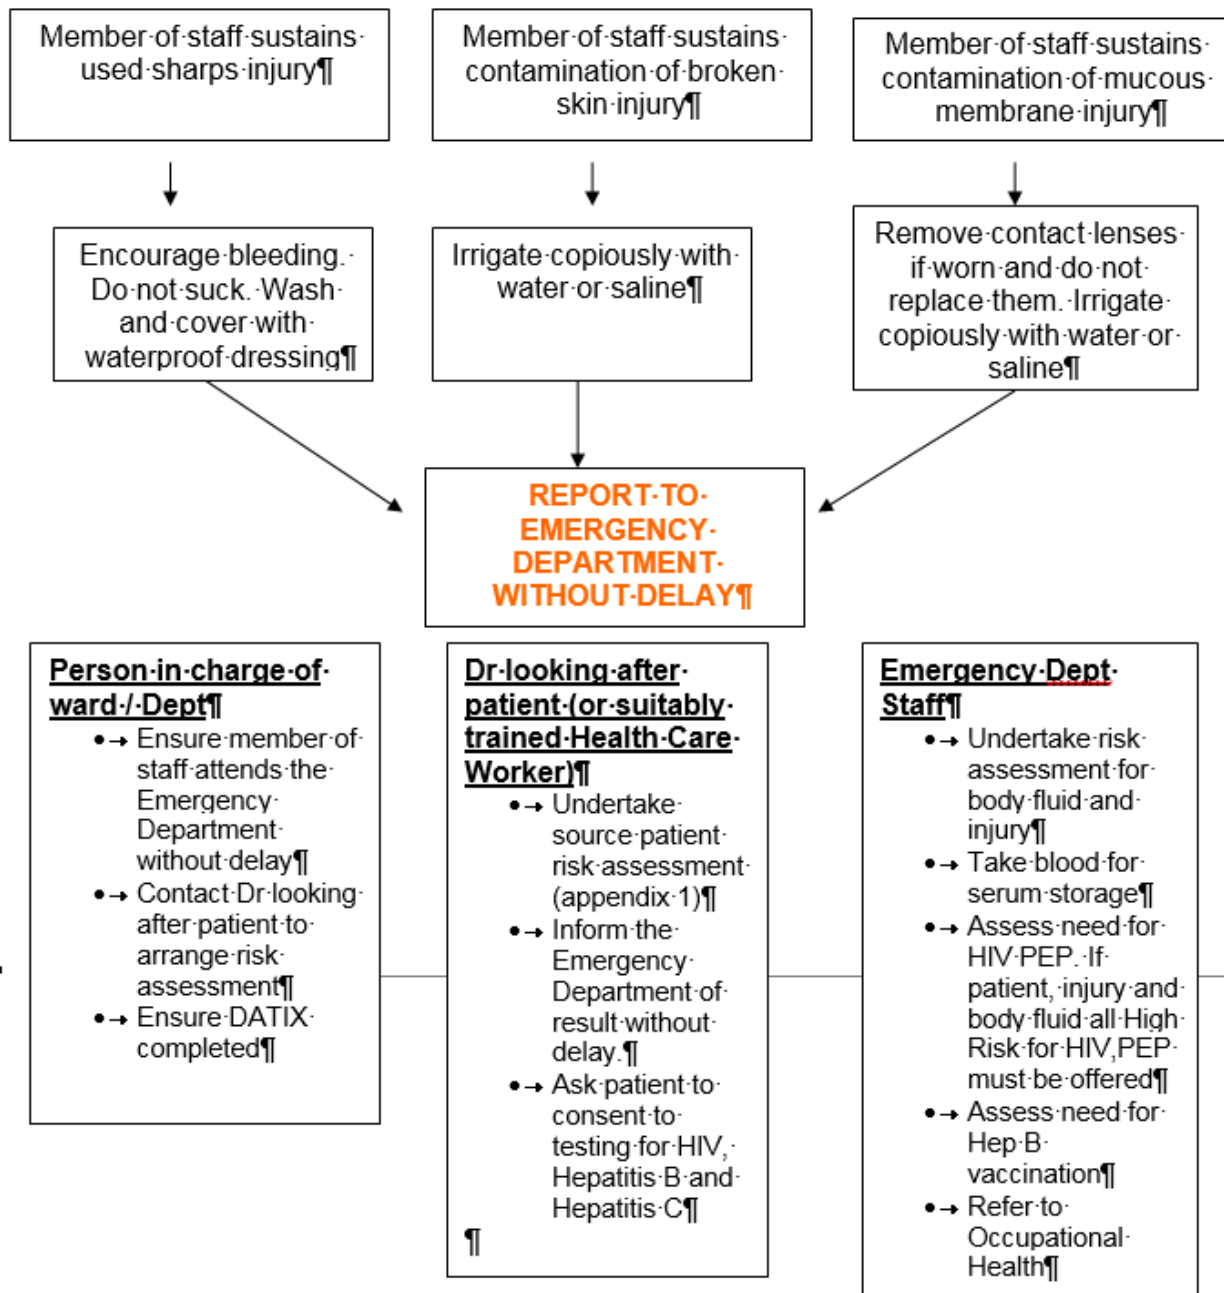 Member·of·staff·sustains·
used·sharps·injury¶
Member·of·staff·sustains·
contamination·of·broken·
skin·injury¶
Member·of·staff·sustains·
contamination·of·mucous·
membrane·injury¶
Encourage·bleeding.·
Do·not·suck.·Wash·
and·cover·with·
waterproof·dressing¶
Irrigate·copiously·with·
water·or·saline¶
Remove·contact·lenses·
if·worn·and·do·not·
replace·them.·Irrigate·
copiously·with·water·or·
saline¶
REPORT·TO·
EMERGENCY·
DEPARTMENT·
WITHOUT·DELAY¶
Person·in·charge·of·
ward·/·Dept¶
•→Ensure·member·of·
staff·attends·the·
Emergency·
Department·
without·delay¶
•→Contact·Dr·looking·
after·patient·to·
arrange·risk·
assessment¶
•→Ensure·DATIX·
completed¶
Dr·looking·after·
patient·(or·suitably·
trained·Health·Care·
Worker)¶
•→Undertake·
source·patient·
risk·assessment·
(appendix·1)¶
•→Inform·the·
Emergency·
Department·of·
result·without·
delay.¶
•→Ask·patient·to·
consent·to·
testing·for·HIV,·
Hepatitis·B·and·
Hepatitis·C¶
¶
Emergency·Dept·
Staff¶
•→Undertake·risk·
assessment·for·
body·fluid·and·
injury¶
•→Take·blood·for·
serum·storage¶
•→Assess·need·for·
HIV·PEP.·If·
patient,·injury·and·
body·fluid·all·High·
Risk·for·HIV,PEP·
must·be·offered¶
•→Assess·need·for·
Hep·B·
vaccination¶
•→Refer·to·
Occupational·
Health¶